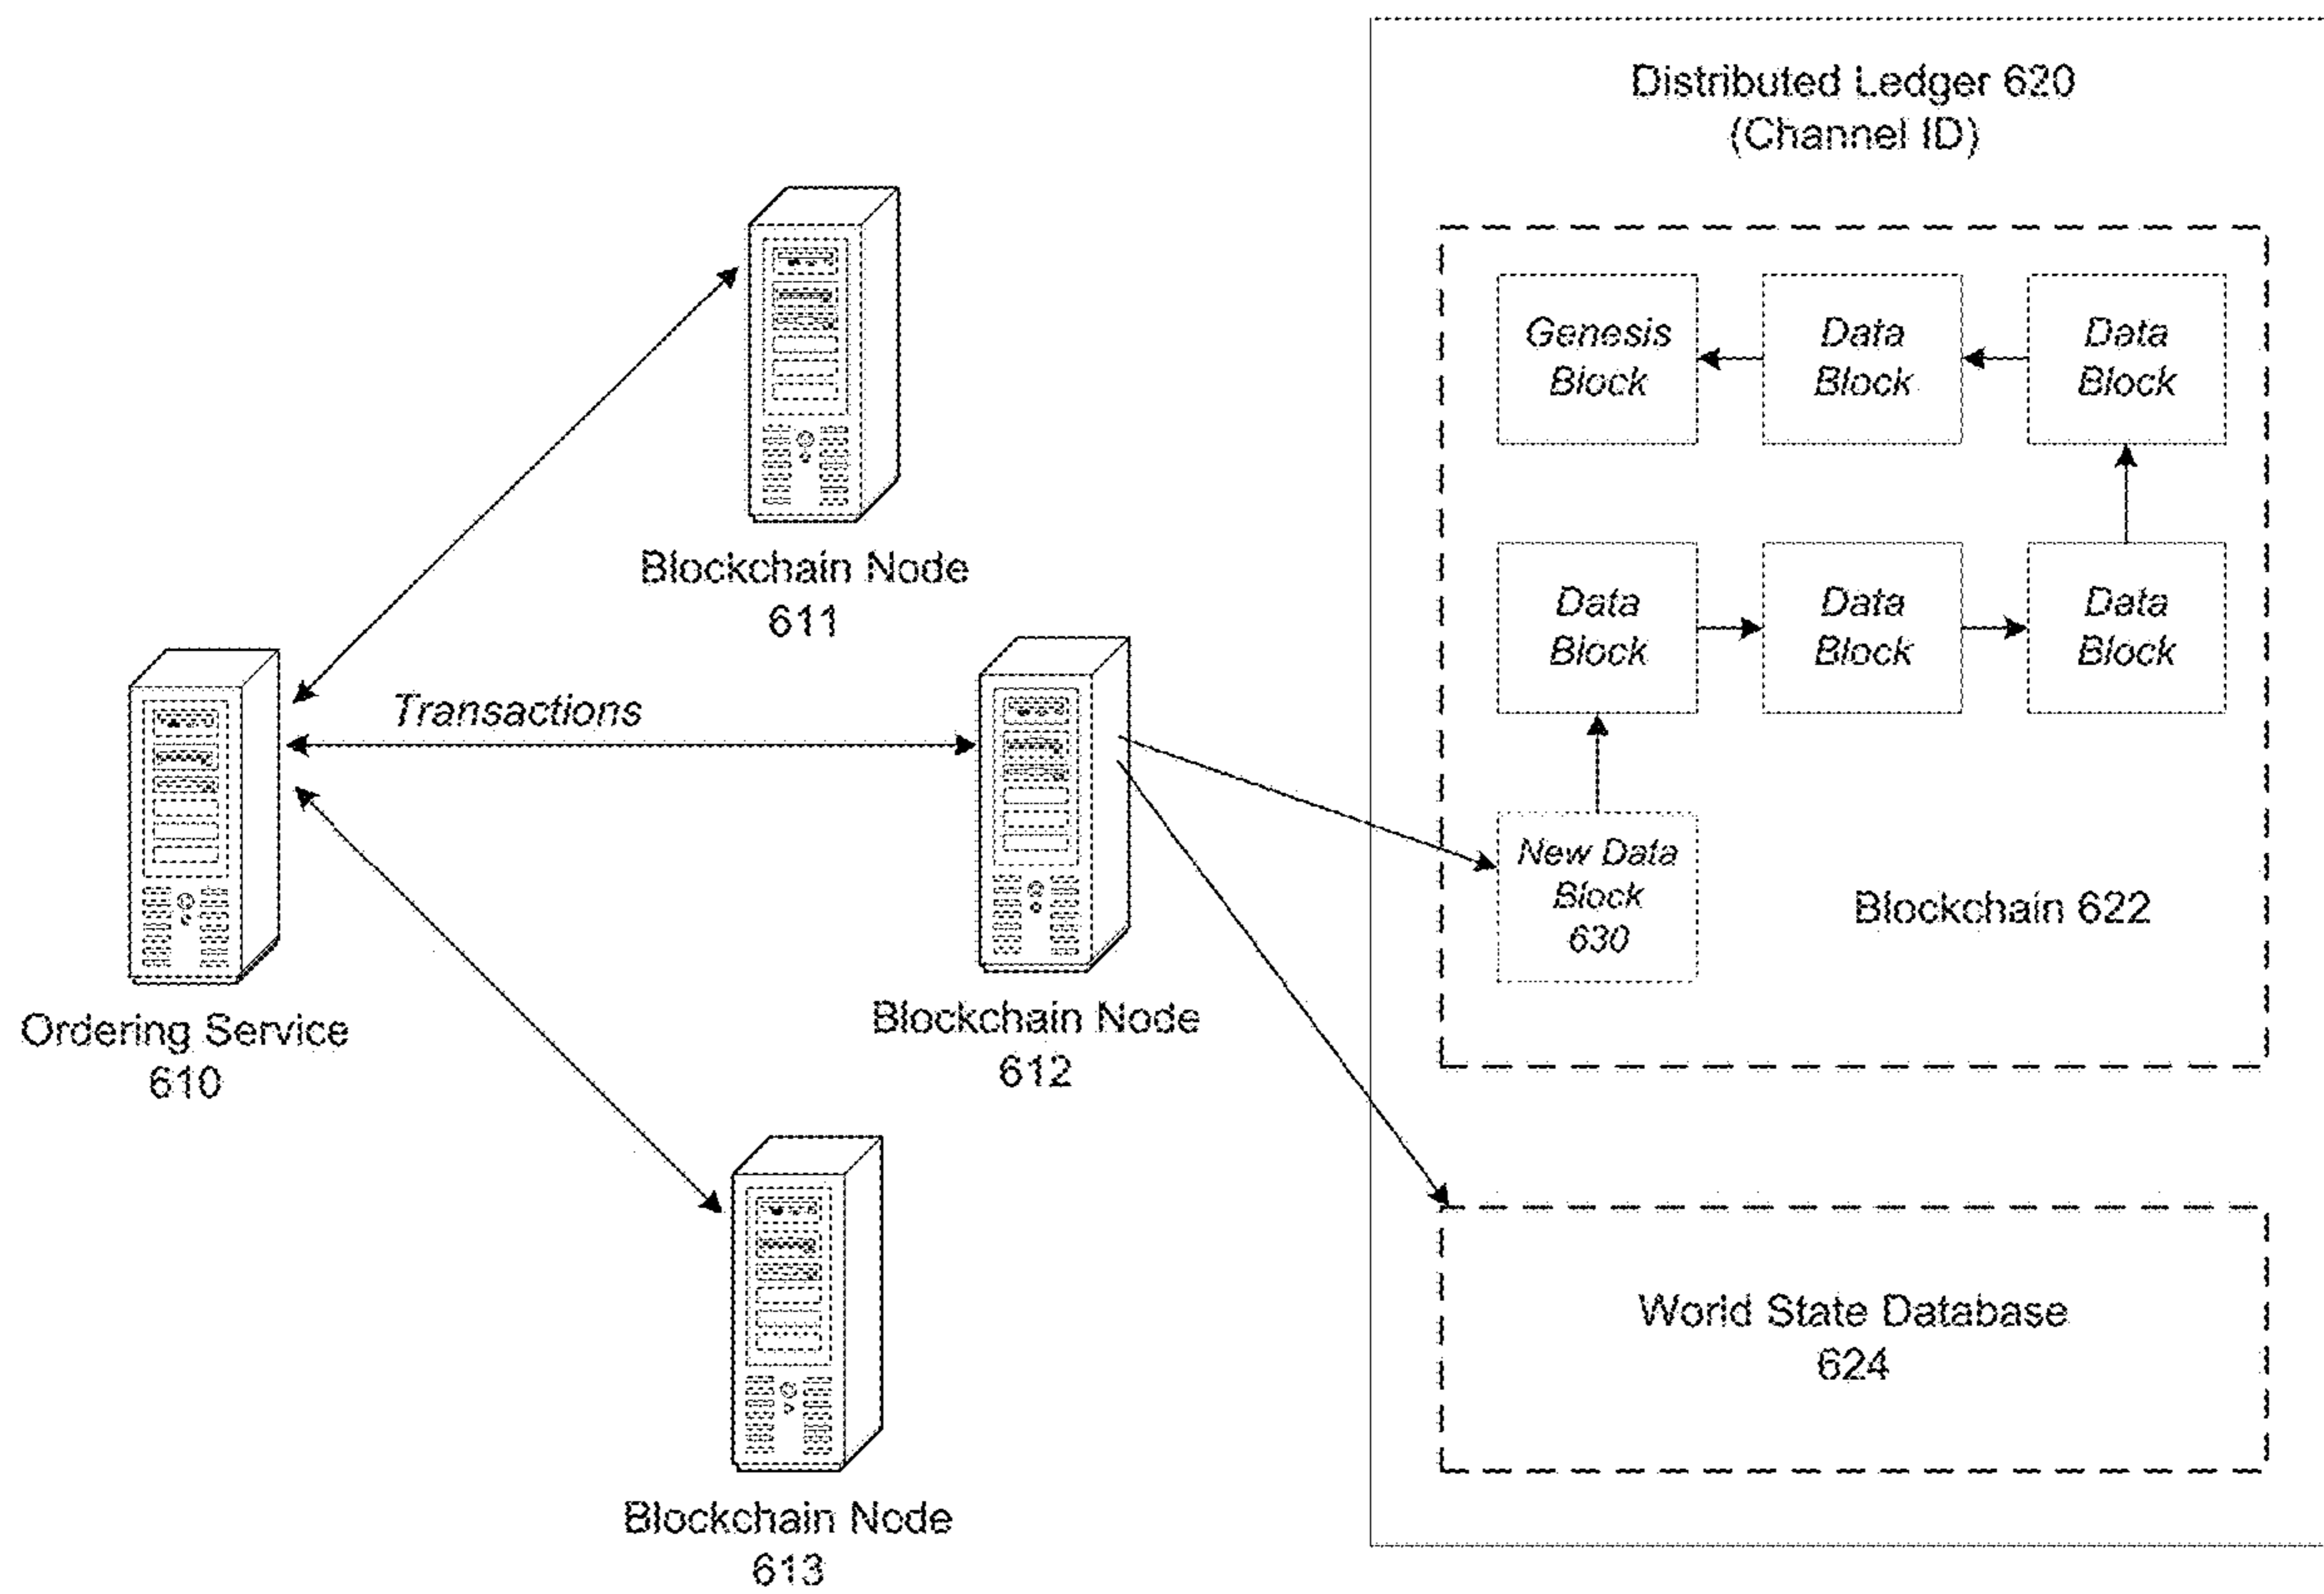 Distributed Ledger 620
(Channel ID)
Genesis
Block
Data
Block
Data
Block
Blockchain Node
611
Data
Block
Data
Block
Data
Block
Transactions
New Data
Block
630
Blockchain 622
Ordering Service
610
Blockchain Node
612
World State Database
624
Blockchain Node
613